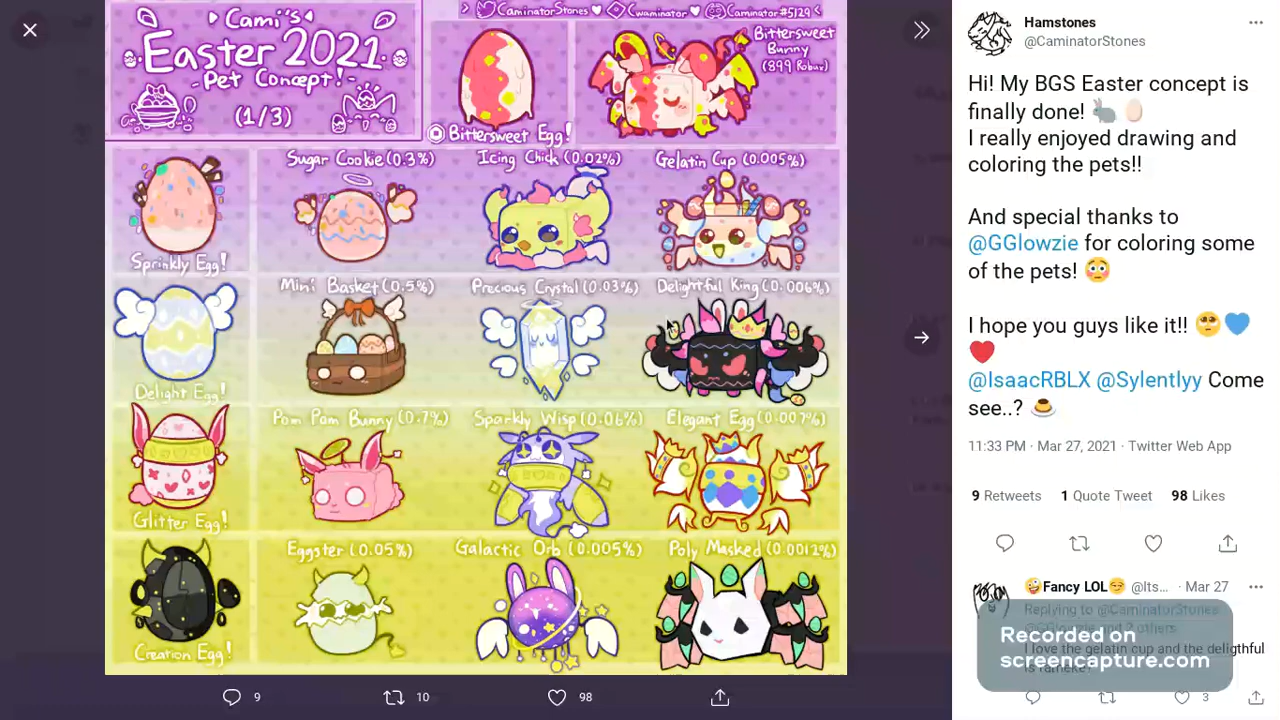 Cami's
Easter 2021
-Pet Concept!-
(1/3)
CaminatorStones Cwaminator Caminator#5129
Bittersweet
Bunny
(899 Robux)
Bittersweet Egg!
Sugar Cookie (0.3%)
Icing Chick (0.02%)
Gelatin Cup (0.005%)
Sprinkly Egg!
Mini Basket (0.5%)
Precious Crystal (0.03%)
Delightful King (0.006%)
Delight Egg!
Pom Pom Bunny (0.7%)
Sparkly Wisp (0.06%)
Elegant Egg (0.007%)
Glitter Egg!
Eggster (0.05%)
Galactic Orb (0.005%)
Poly Masked (0.0012%)
Creation Egg!
9 10 98
Hamstones
@CaminatorStones
Hi! My BGS Easter concept is
finally done! 🐇🥚
I really enjoyed drawing and
coloring the pets!!
And special thanks to
@GGlowzie for coloring some
of the pets! 😳
I hope you guys like it!! 🥺💙
❤️
@IsaacRBLX @Sylentlyy Come
see..? 🍮
11:33 PM · Mar 27, 2021 · Twitter Web App
9 Retweets 1 Quote Tweet 98 Likes
🤪Fancy LOL😏 @Its... · Mar 27
Replying to @CaminatorStones
@GGlowzie and 2 others
I love the gelatin cup and the deligthful
3
Recorded on
screencapture.com